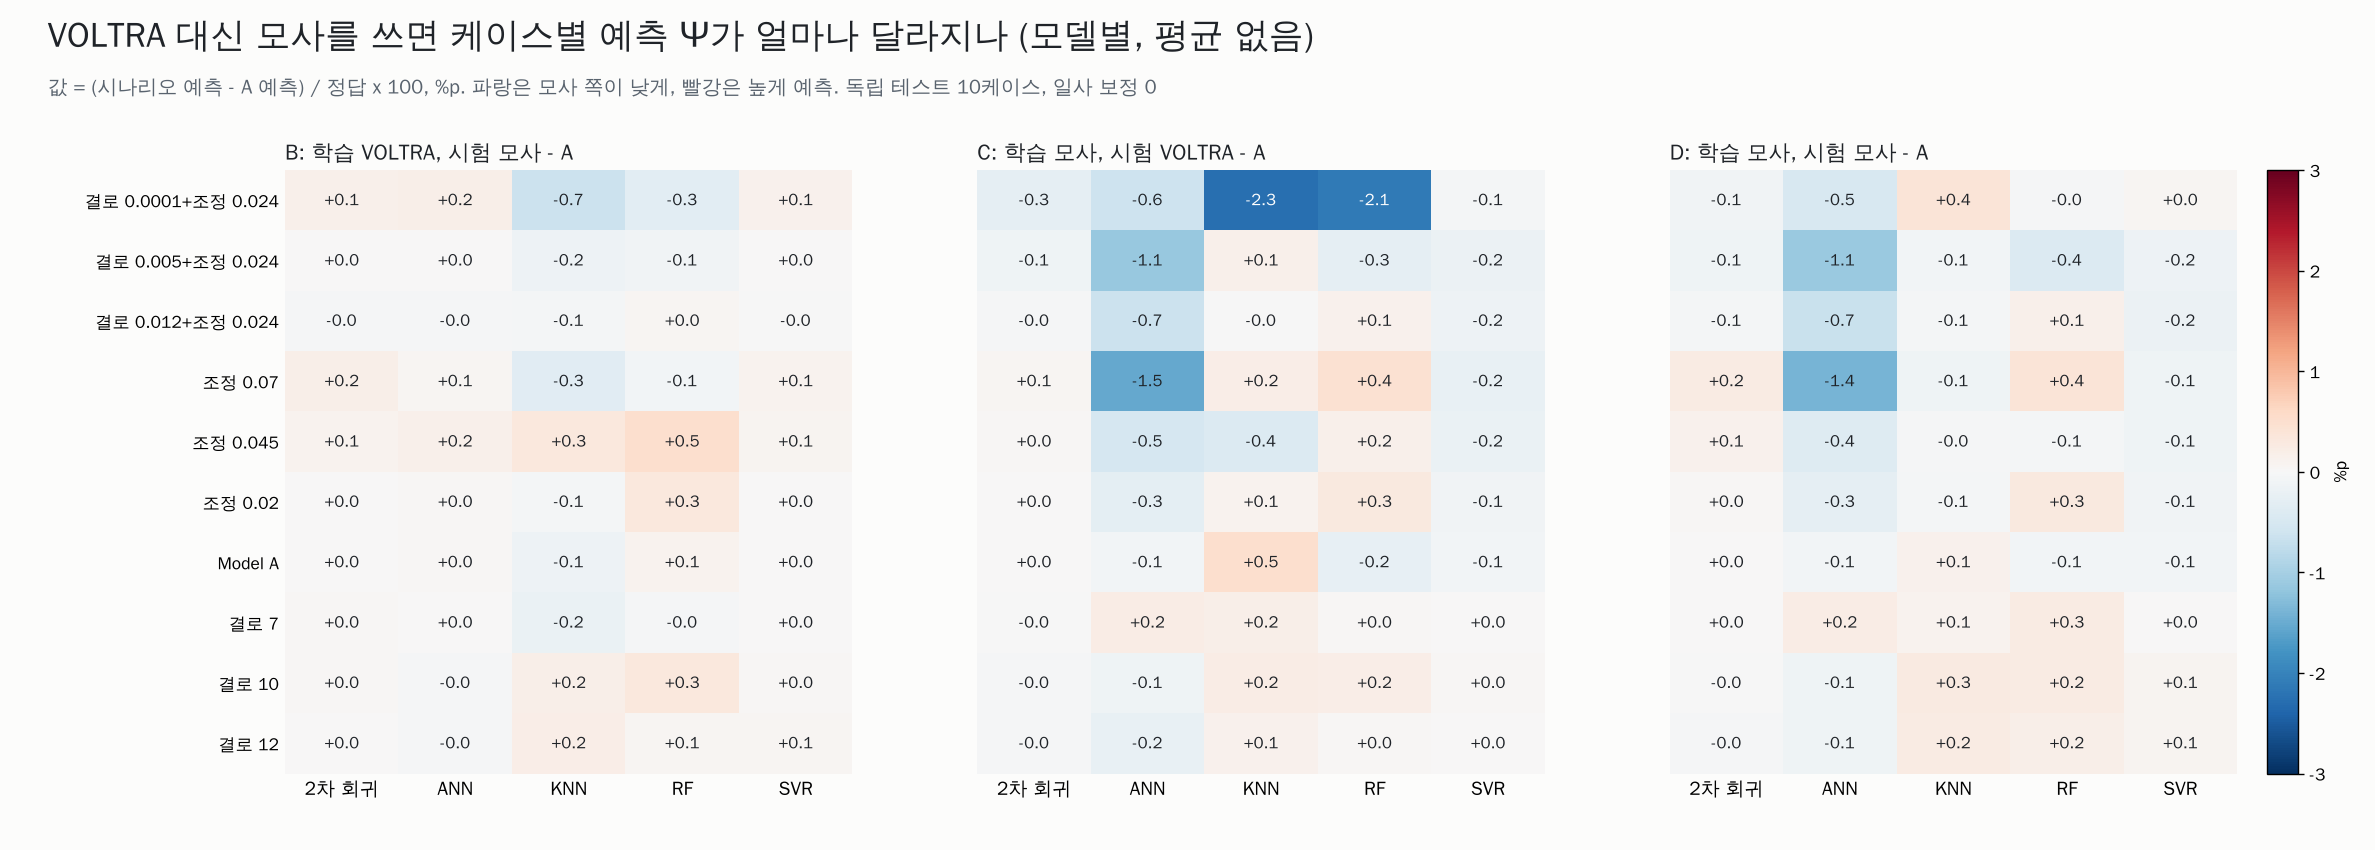 VOLTRA 대신 모사를 쓰면 케이스별 예측 Ψ가 얼마나 달라지나 (모델별, 평균 없음)
값 = (시나리오 예측 - A 예측) / 정답 x 100, %p. 파랑은 모사 쪽이 낮게, 빨강은 높게 예측. 독립 테스트 10케이스, 일사 보정 0
B: 학습 VOLTRA, 시험 모사 - A
C: 학습 모사, 시험 VOLTRA - A
D: 학습 모사, 시험 모사 - A
결로 0.0001+조정 0.024 +0.1 +0.2 -0.7 -0.3 +0.1 -0.3 -0.6 -2.3 -2.1 -0.1 -0.1 -0.5 +0.4 -0.0 +0.0
결로 0.005+조정 0.024 +0.0 +0.0 -0.2 -0.1 +0.0 -0.1 -1.1 +0.1 -0.3 -0.2 -0.1 -1.1 -0.1 -0.4 -0.2
결로 0.012+조정 0.024 -0.0 -0.0 -0.1 +0.0 -0.0 -0.0 -0.7 -0.0 +0.1 -0.2 -0.1 -0.7 -0.1 +0.1 -0.2
조정 0.07 +0.2 +0.1 -0.3 -0.1 +0.1 +0.1 -1.5 +0.2 +0.4 -0.2 +0.2 -1.4 -0.1 +0.4 -0.1
조정 0.045 +0.1 +0.2 +0.3 +0.5 +0.1 +0.0 -0.5 -0.4 +0.2 -0.2 +0.1 -0.4 -0.0 -0.1 -0.1
조정 0.02 +0.0 +0.0 -0.1 +0.3 +0.0 +0.0 -0.3 +0.1 +0.3 -0.1 +0.0 -0.3 -0.1 +0.3 -0.1
Model A +0.0 +0.0 -0.1 +0.1 +0.0 +0.0 -0.1 +0.5 -0.2 -0.1 +0.0 -0.1 +0.1 -0.1 -0.1
결로 7 +0.0 +0.0 -0.2 -0.0 +0.0 -0.0 +0.2 +0.2 +0.0 +0.0 +0.0 +0.2 +0.1 +0.3 +0.0
결로 10 +0.0 -0.0 +0.2 +0.3 +0.0 -0.0 -0.1 +0.2 +0.2 +0.0 -0.0 -0.1 +0.3 +0.2 +0.1
결로 12 +0.0 -0.0 +0.2 +0.1 +0.1 -0.0 -0.2 +0.1 +0.0 +0.0 -0.0 -0.1 +0.2 +0.2 +0.1
2차 회귀 ANN KNN RF SVR
2차 회귀 ANN KNN RF SVR
2차 회귀 ANN KNN RF SVR
3
2
1
0
-1
-2
-3
%p